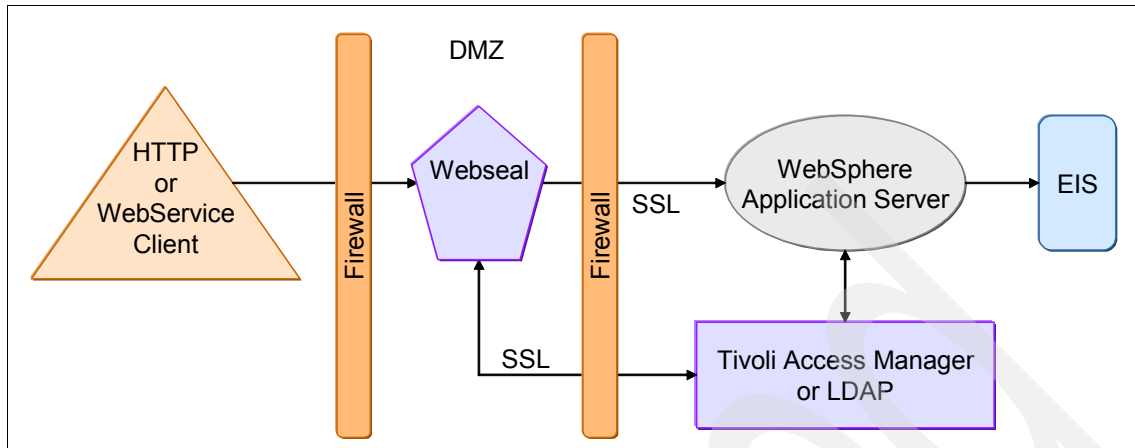 DMZ
HTTP
or
WebService
Client
Firewall
Webseal
Firewall
SSL
WebSphere
Application Server
EIS
SSL
Tivoli Access Manager
or LDAP